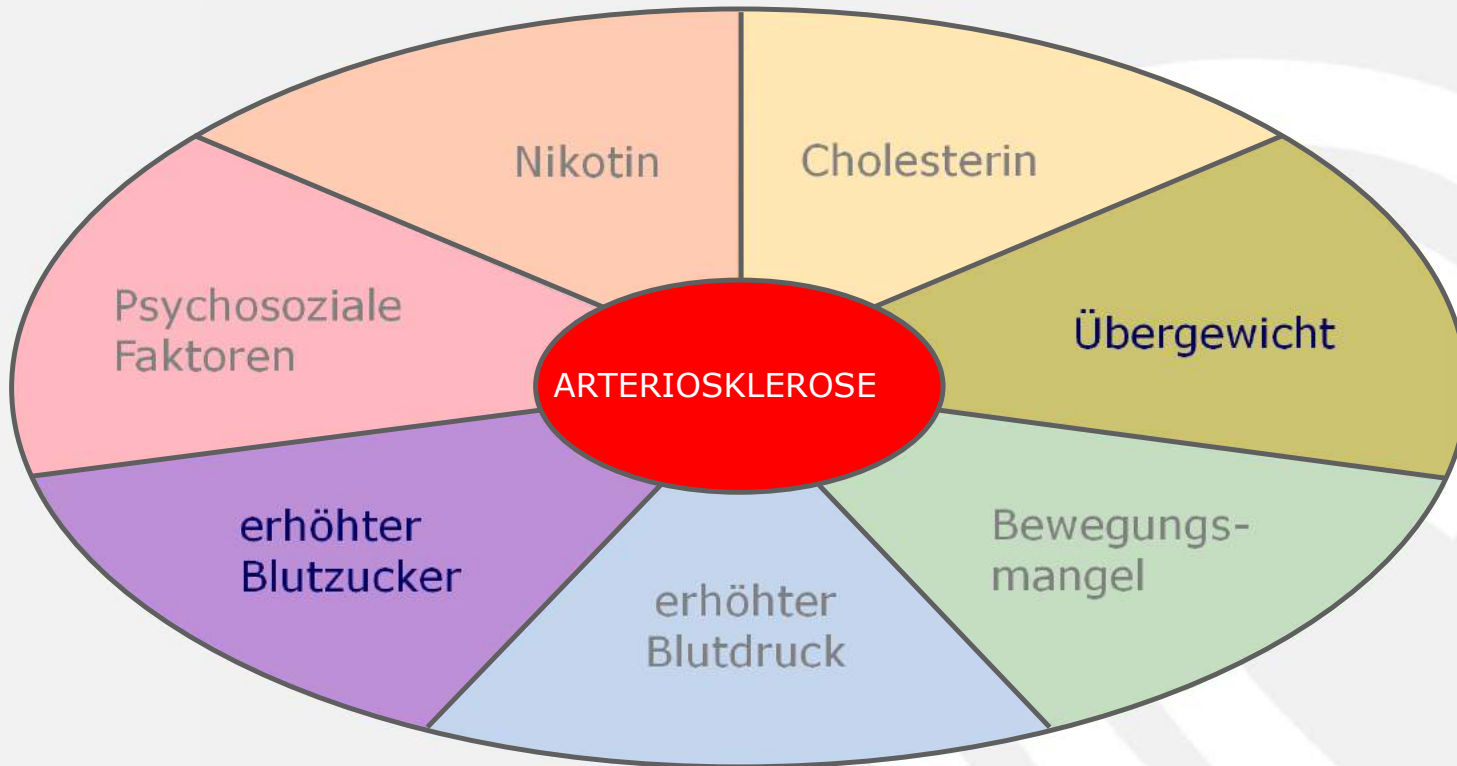 Nikotin
Cholesterin
Psychosoziale
Faktoren
Übergewicht
ARTERIOSKLEROSE
erhöhter
Blutzucker
Bewegungs-
mangel
erhöhter
Blutdruck